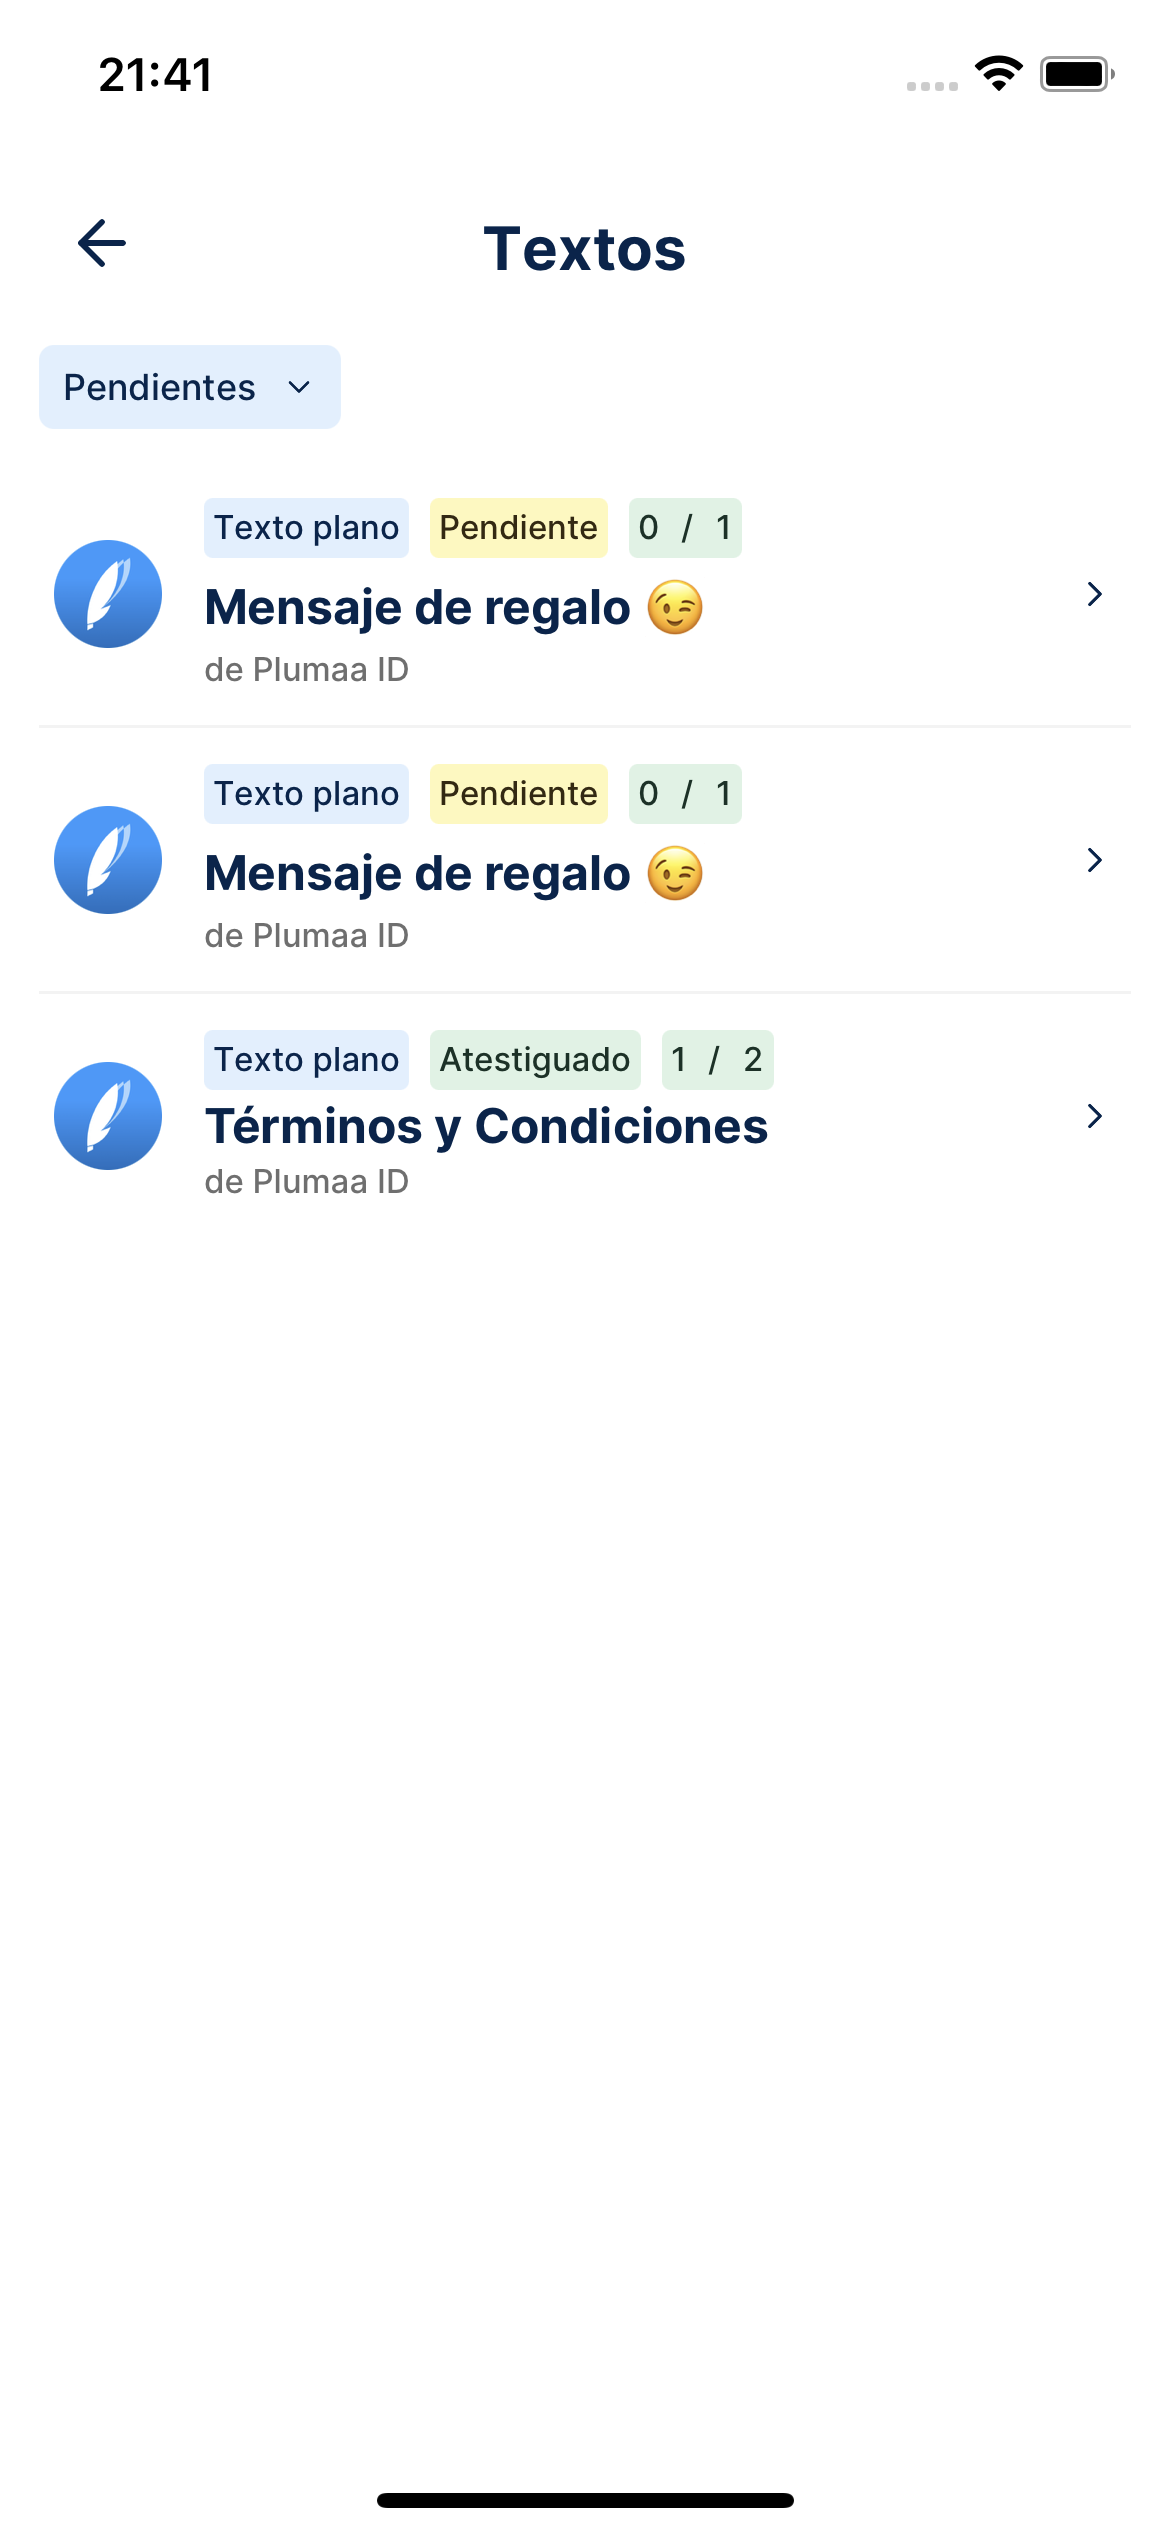 21:41
Textos
Pendientes
Texto plano Pendiente 0 / 1
Mensaje de regalo 😉
de Plumaa ID
Texto plano Pendiente 0 / 1
Mensaje de regalo 😉
de Plumaa ID
Texto plano Atestiguado 1 / 2
Términos y Condiciones
de Plumaa ID